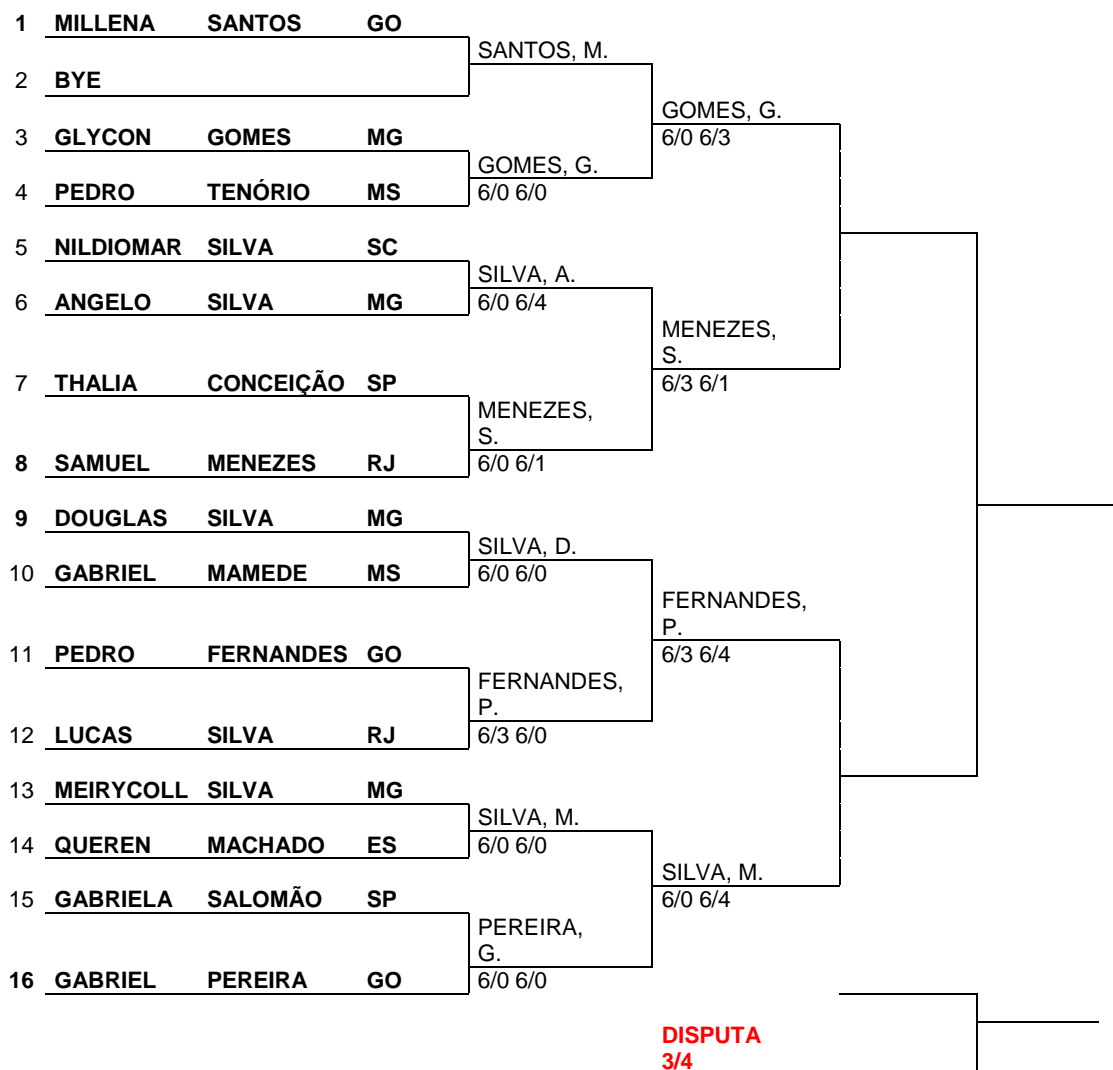 1 MILLENA SANTOS GO
SANTOS, M.
2 BYE
GOMES, G.
3 GLYCON GOMES MG
6/0 6/3
GOMES, G.
4 PEDRO TENÓRIO MS
6/0 6/0
5 NILDIOMAR SILVA SC
SILVA, A.
6 ANGELO SILVA MG
6/0 6/4
MENEZES,
S.
7 THALIA CONCEIÇÃO SP
6/3 6/1
MENEZES,
S.
8 SAMUEL MENEZES RJ
6/0 6/1
9 DOUGLAS SILVA MG
SILVA, D.
10 GABRIEL MAMEDE MS
6/0 6/0
FERNANDES,
P.
11 PEDRO FERNANDES GO
6/3 6/4
FERNANDES,
P.
12 LUCAS SILVA RJ
6/3 6/0
13 MEIRYCOLL SILVA MG
SILVA, M.
14 QUEREN MACHADO ES
6/0 6/0
SILVA, M.
15 GABRIELA SALOMÃO SP
6/0 6/4
PEREIRA,
G.
16 GABRIEL PEREIRA GO
6/0 6/0
DISPUTA
3/4